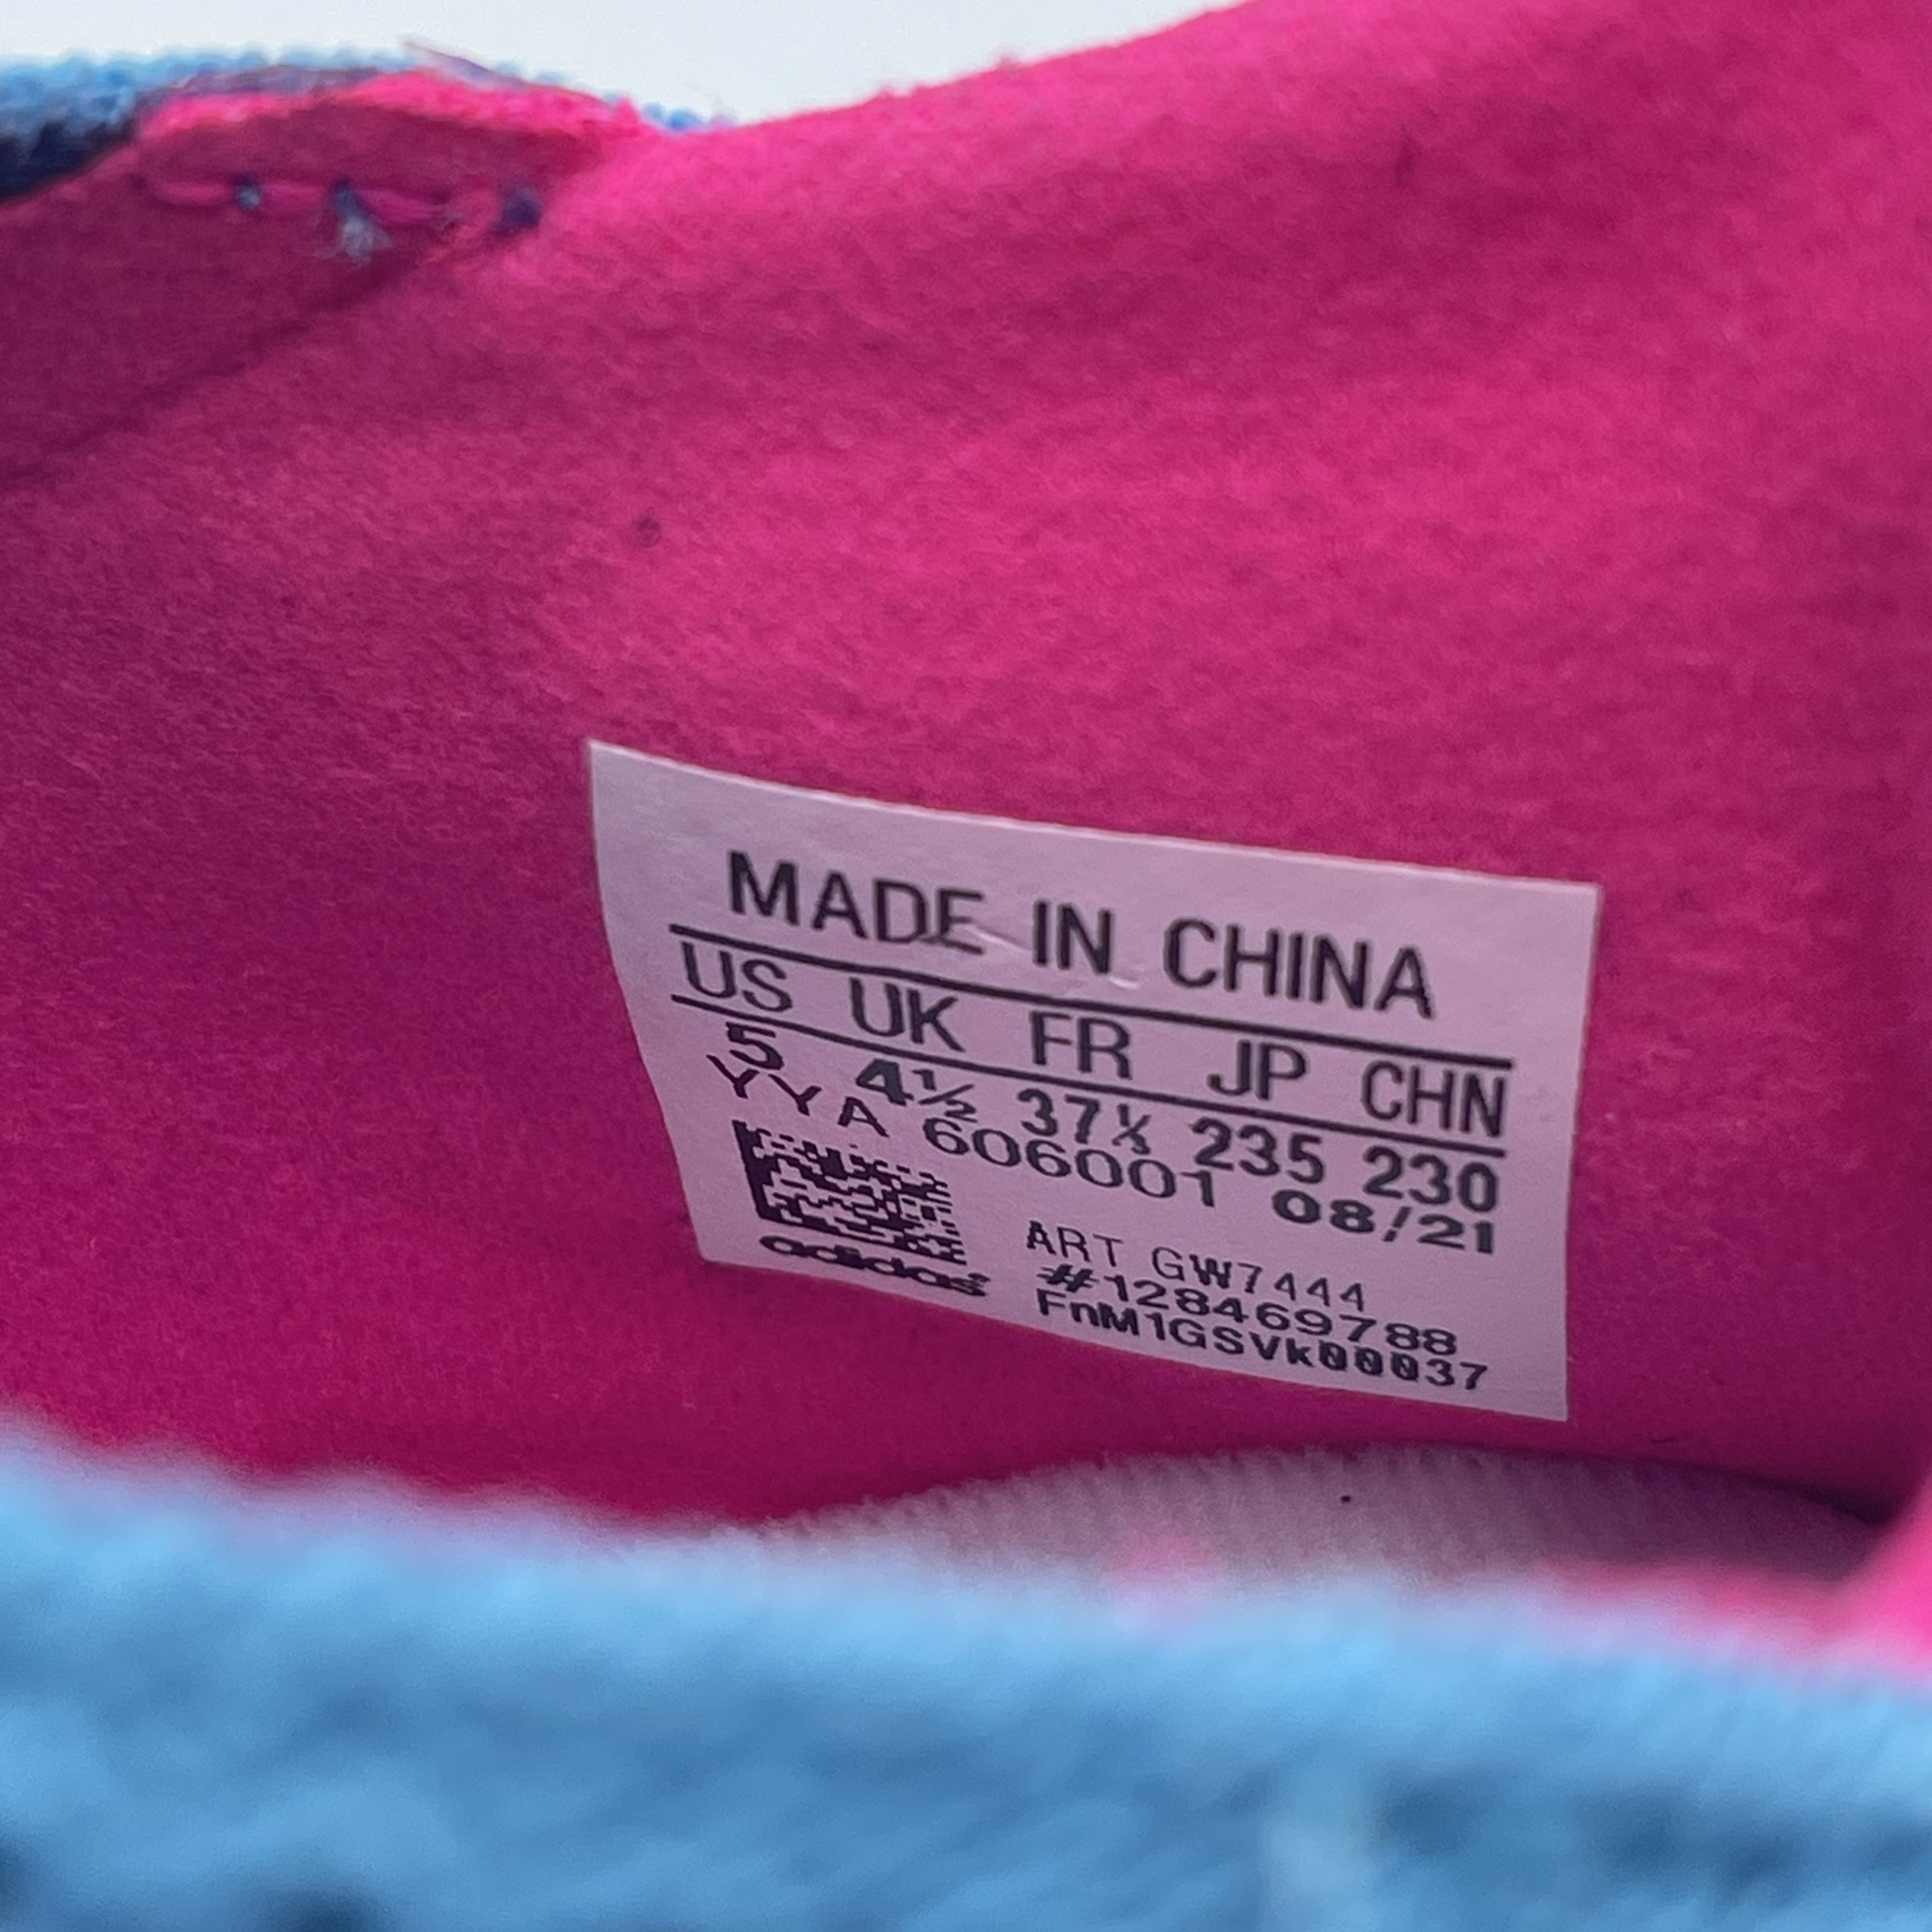 MADE IN CHINA
US UK FR JP CHN
5 4½ 37⅓ 235 230
YYA 606001 08/21
ART GW7444
#128469788
FnM1GSVk00037
adidas